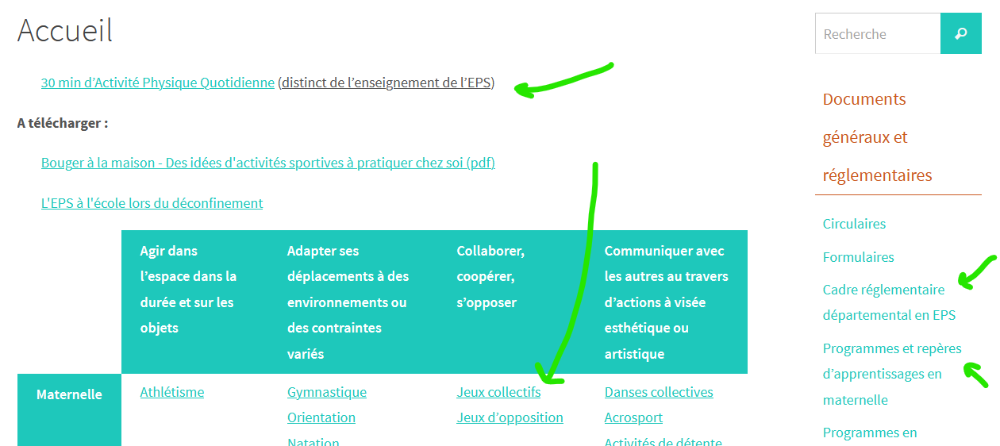 Accueil
Recherche
30 min d’Activité Physique Quotidienne (distinct de l’enseignement de l’EPS)
A télécharger :
Bouger à la maison - Des idées d'activités sportives à pratiquer chez soi (pdf)
L'EPS à l'école lors du déconfinement
Agir dans
l’espace dans la
durée et sur les
objets
Adapter ses
déplacements à des
environnements ou
des contraintes
variés
Collaborer,
coopérer,
s’opposer
Communiquer avec
les autres au travers
d’actions à visée
esthétique ou
artistique
Maternelle
Athlétisme
Gymnastique
Orientation
Natation
Jeux collectifs
Jeux d’opposition
Danses collectives
Acrosport
Activités de détente
Documents
généraux et
réglementaires
Circulaires
Formulaires
Cadre réglementaire
départemental en EPS
Programmes et repères
d’apprentissages en
maternelle
Programmes en